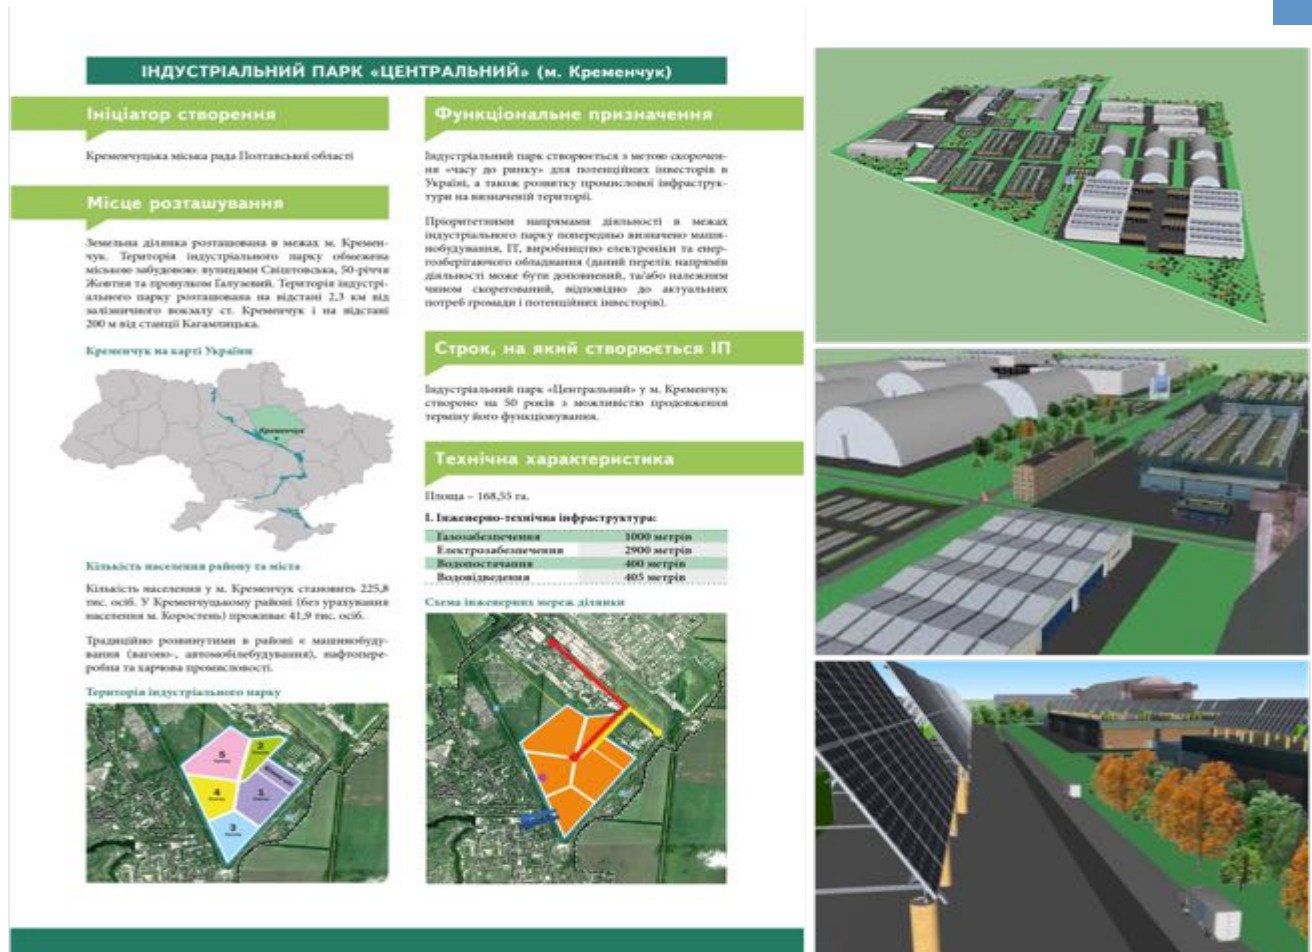 ІНДУСТРІАЛЬНИЙ ПАРК «ЦЕНТРАЛЬНИЙ» (м. Кременчук)
Ініціатор створення
Кременчуцька міська рада Полтавської області
Місце розташування
Земельна ділянка розташована в межах м. Кремен-
чук. Територія індустріального парку обмежена
міською забудовою: вулицями Свіштовська, 50-річчя
Жовтня та провулком Галузевий. Територія індустрі-
ального парку розташована на відстані 2,3 км від
залізничного вокзалу ст. Кременчук і на відстані
200 м від станції Кагамлицька.
Кременчук на карті України
Кременчук
Кількість населення району та міста
Кількість населення у м. Кременчук становить 225,8
тис. осіб. У Кременчуцькому районі (без урахування
населення м. Коростень) проживає 41,9 тис. осіб.
Традиційно розвинутими в районі є машинобуду-
вання (вагоно-, автомобілебудування), нафтопере-
робна та харчова промисловості.
Територія індустріального парку
5
2
4
1
3
Функціональне призначення
Індустріальний парк створюється з метою скорочен-
ня «часу до ринку» для потенційних інвесторів в
Україні, а також розвитку промислової інфраструк-
тури на визначеній території.
Пріоритетними напрямами діяльності в межах
індустріального парку попередньо визначено маши-
нобудування, ІТ, виробництво електроніки та енер-
гозберігаючого обладнання (даний перелік напрямів
діяльності може бути доповнений, та/або належним
чином скорегований, відповідно до актуальних
потреб громади і потенційних інвесторів).
Строк, на який створюється ІП
Індустріальний парк «Центральний» у м. Кременчук
створено на 50 років з можливістю продовження
терміну його функціонування.
Технічна характеристика
Площа – 168,55 га.
1. Інженерно-технічна інфраструктура:
Газозабезпечення 1000 метрів
Електрозабезпечення 2900 метрів
Водопостачання 400 метрів
Водовідведення 405 метрів
Схема інженерних мереж ділянки